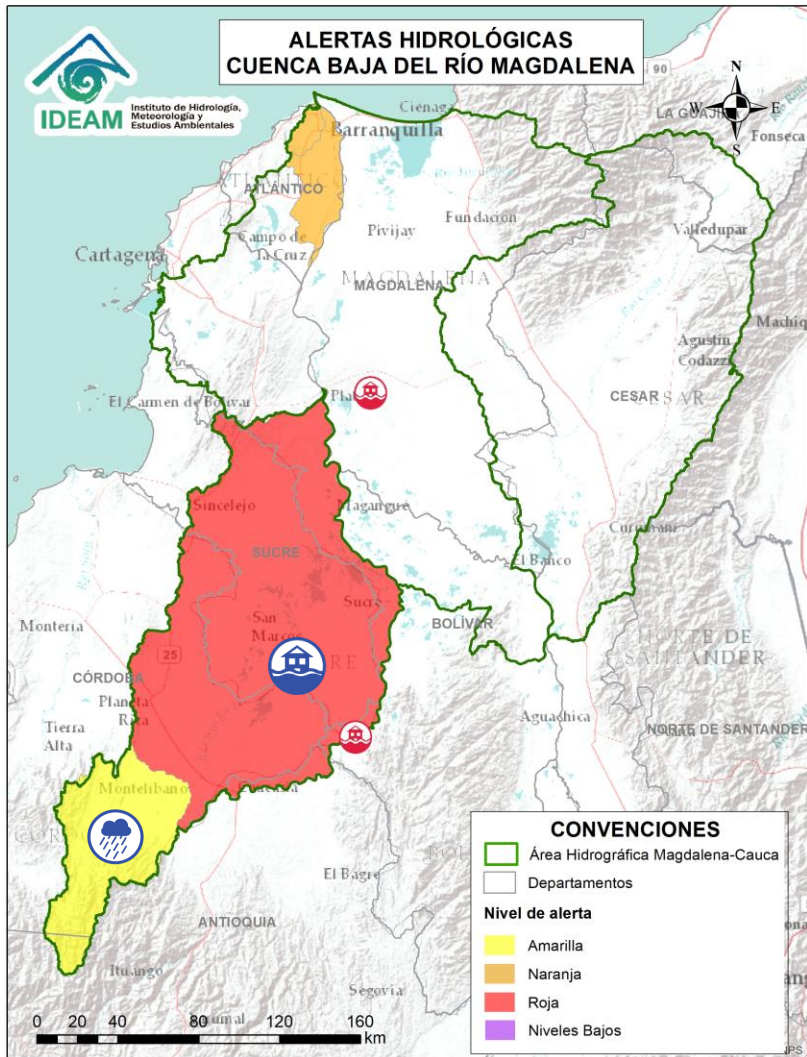 ALERTAS HIDROLÓGICAS
CUENCA BAJA DEL RÍO MAGDALENA
IDEAM
Instituto de Hidrología,
Meteorología y
Estudios Ambientales
N
W
E
S
90
Ciénaga
LA GUAJIRA
Barranquilla
Fonseca
ATLÁNTICO
Fundación
Pivijay
Valledupar
Campo de
la Cruz
Cartagena
MAGDALENA
MAGDALENA
Agustín
Codazzi
CESAR
CESAR
El Carmen de Bolívar
Sincelejo
Magangué
Curumaní
SUCRE
El Banco
Sucre
San
Marcos
BOLÍVAR
Montería
25
NORTE DE
SANTANDER
CÓRDOBA
Planeta
Rica
Tierra
Alta
Aguachica
NORTE DE SANTANDER
Montelíbano
El Bagre
ANTIOQUIA
Ituango
Segovia
CONVENCIONES
Área Hidrográfica Magdalena-Cauca
Departamentos
Nivel de alerta
Amarilla
Naranja
Roja
Niveles Bajos
0 20 40 80 120 160
km